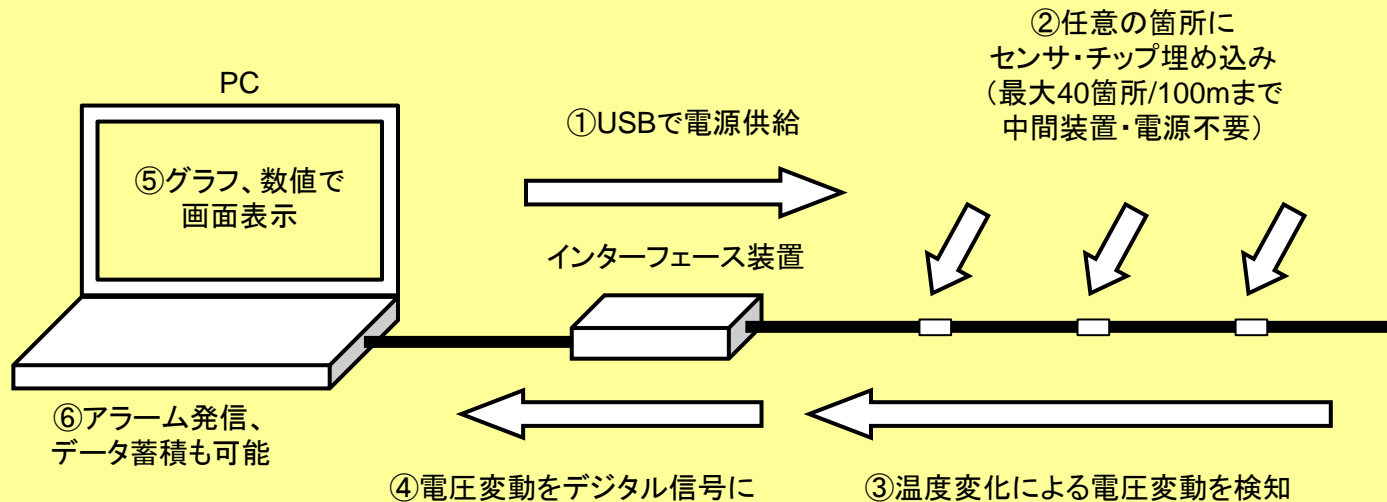 ②任意の箇所に
センサ・チップ埋め込み
（最大40箇所/100mまで
中間装置・電源不要）
PC
①USBで電源供給
⑤グラフ、数値で
画面表示
インターフェース装置
⑥アラーム発信、
データ蓄積も可能
④電圧変動をデジタル信号に
③温度変化による電圧変動を検知